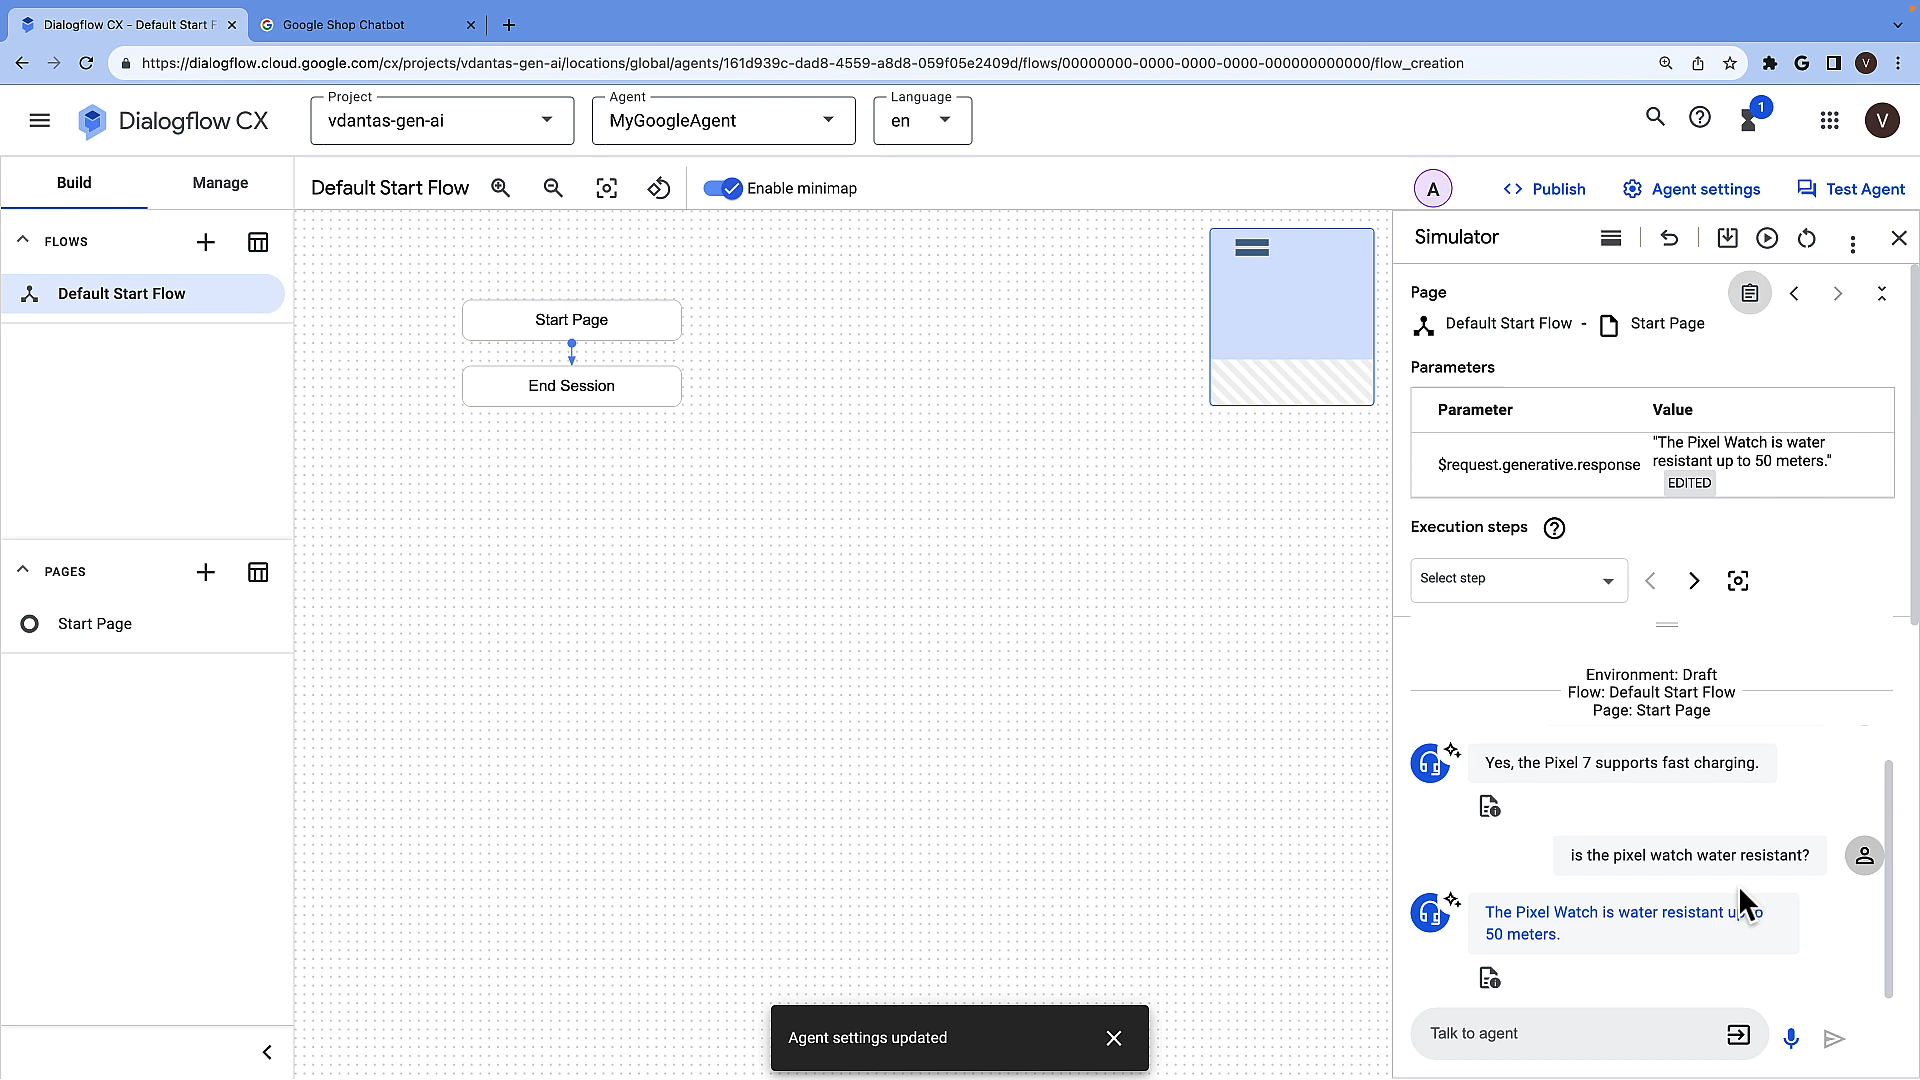 Dialogflow CX - Default Start F
Google Shop Chatbot
https://dialogflow.cloud.google.com/cx/projects/vdantas-gen-ai/locations/global/agents/161d939c-dad8-4559-a8d8-059f05e2409d/flows/00000000-0000-0000-0000-000000000000/flow_creation
V
Dialogflow CX
Project
vdantas-gen-ai
Agent
MyGoogleAgent
Language
en
1
V
Build
Manage
Default Start Flow
Enable minimap
A
Publish
Agent settings
Test Agent
FLOWS
Default Start Flow
PAGES
Start Page
Start Page
End Session
Simulator
Page
Default Start Flow - Start Page
Parameters
Parameter Value
$request.generative.response
"The Pixel Watch is water
resistant up to 50 meters."
EDITED
Execution steps
Select step
Environment: Draft
Flow: Default Start Flow
Page: Start Page
Yes, the Pixel 7 supports fast charging.
is the pixel watch water resistant?
The Pixel Watch is water resistant up to
50 meters.
Talk to agent
Agent settings updated